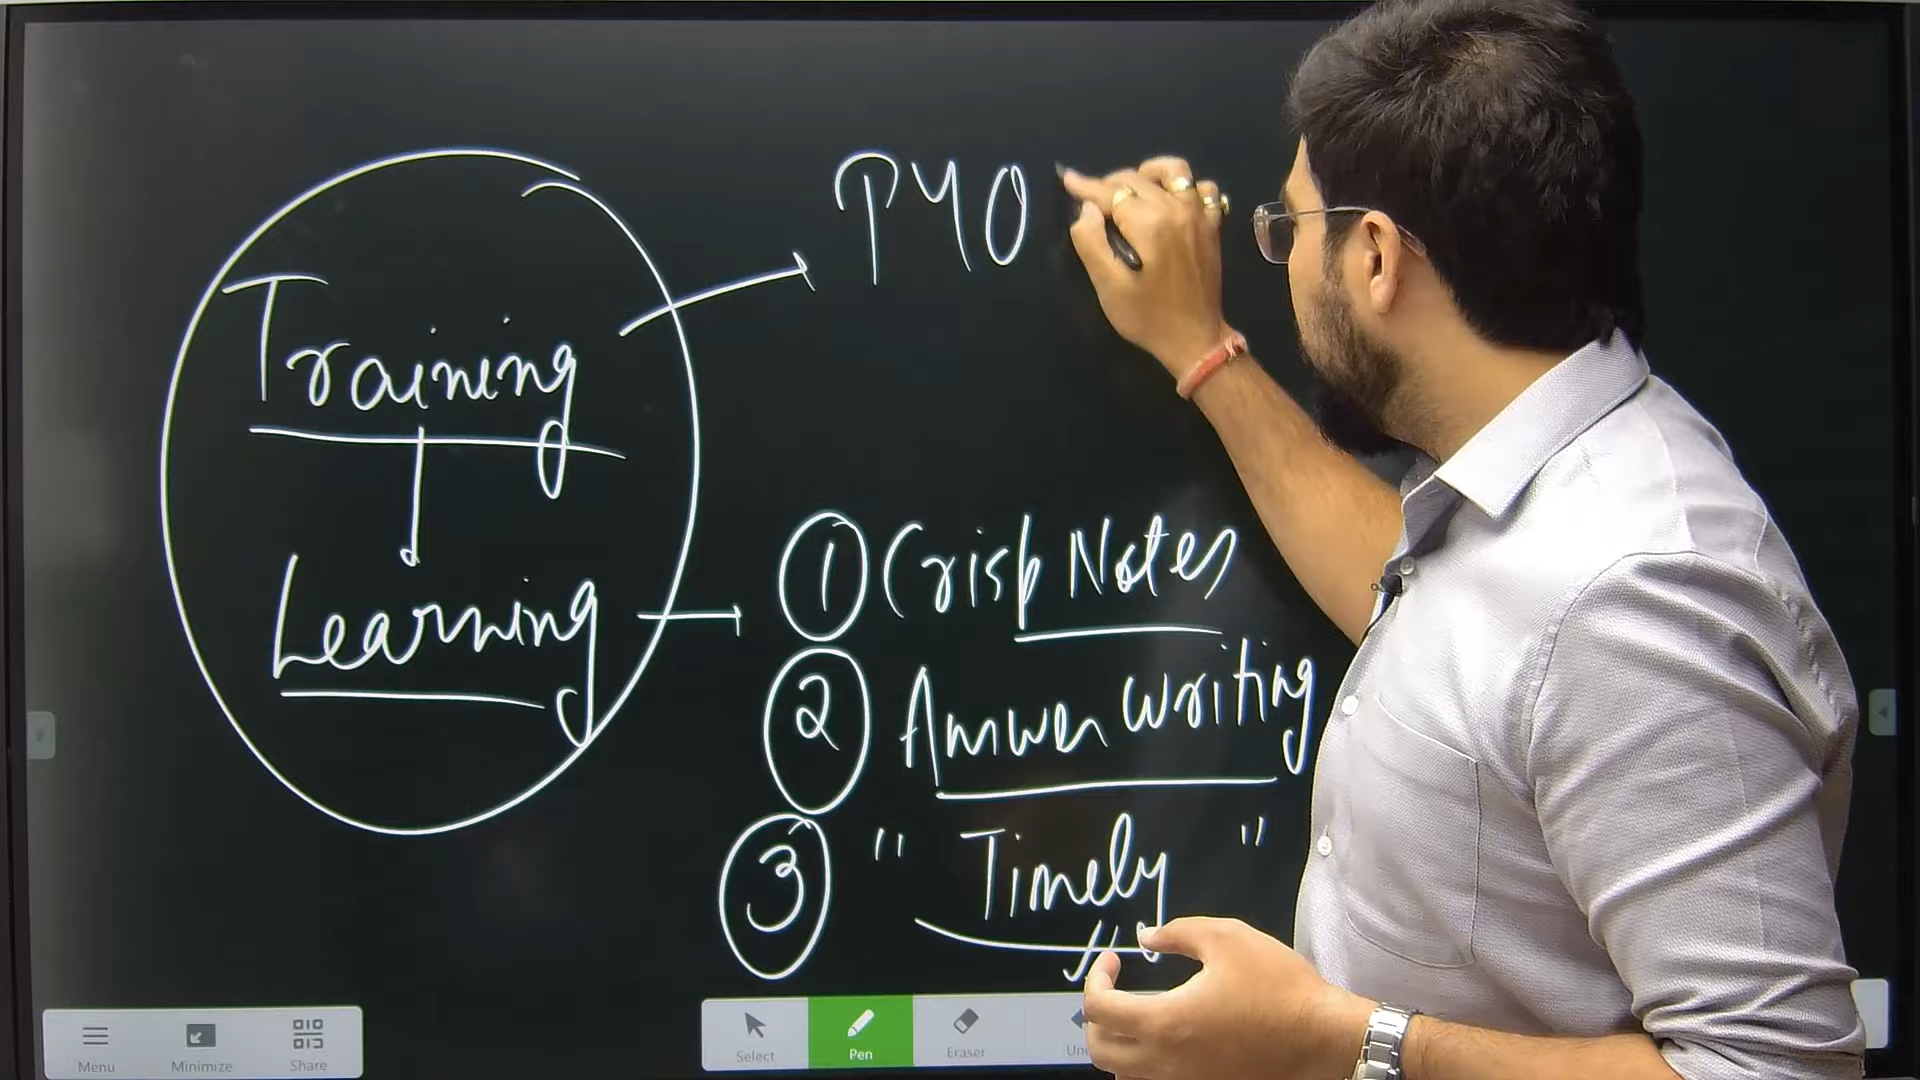 PYQ
Training
Learning
1 Crisp Notes
2 Answer Writing
3 " Timely "
Menu
Minimize
Share
Select
Pen
Eraser